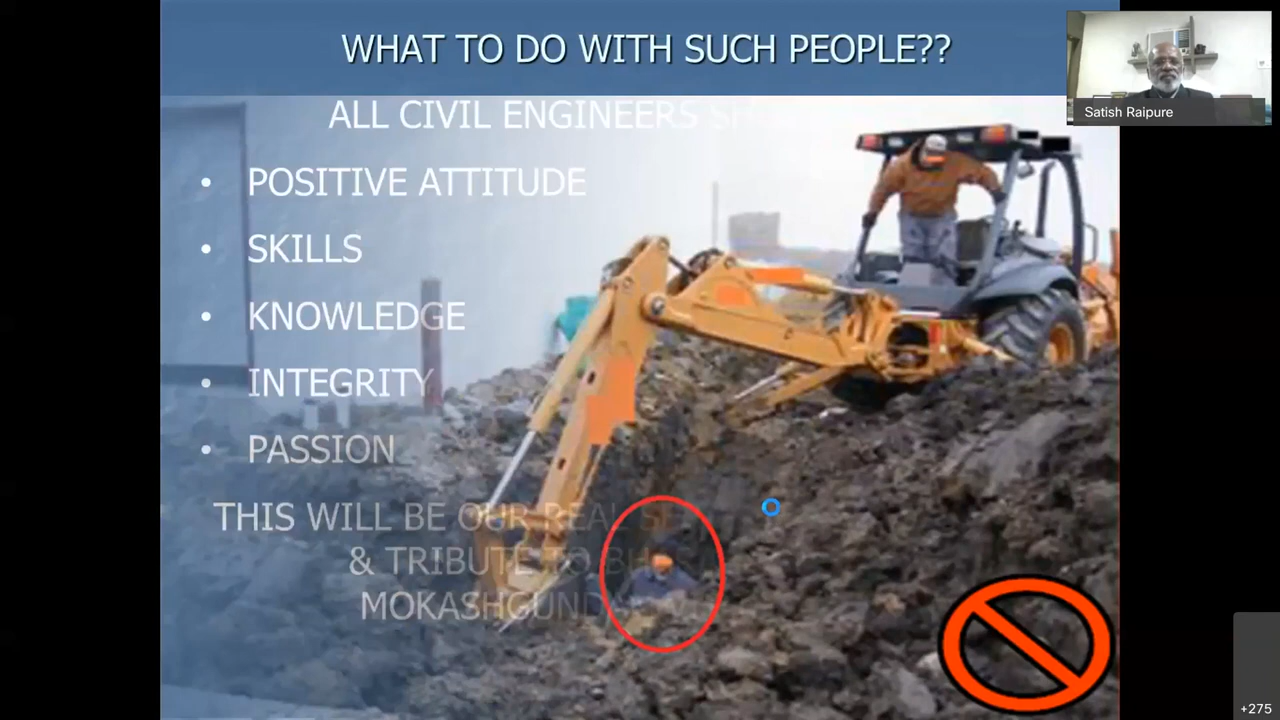 WHAT TO DO WITH SUCH PEOPLE??
Satish Raipure
ALL CIVIL ENGINEERS
• POSITIVE ATTITUDE
• SKILLS
• KNOWLEDGE
• INTEGRITY
• PASSION
THIS WILL BE OUR REAL
& TRIBUTE TO
+275